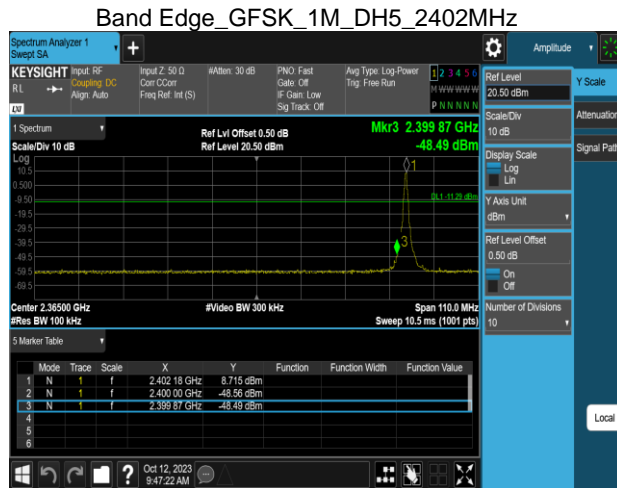 Band Edge_GFSK_1M_DH5_2402MHz
Spectrum Analyzer 1
Swept SA
+
Amplitude
KEYSIGHT Input: RF Input Z: 50 Ω #Atten: 30 dB PNO: Fast Avg Type: Log-Power 1 2 3 4 5 6
RL Coupling: DC Corr CCorr Gate: Off Trig: Free Run M W W W W W
Align: Auto Freq Ref: Int (S) IF Gain: Low
Sig Track: Off P N N N N N
LXI
Ref Level
20.50 dBm
Y Scale
Scale/Div
10 dB
Attenuation
Display Scale
Log
Lin
Signal Path
Y Axis Unit
dBm
Ref Level Offset
0.50 dB
On
Off
Number of Divisions
10
Local
1 Spectrum Ref Lvl Offset 0.50 dB Mkr3 2.399 87 GHz
Scale/Div 10 dB Ref Level 20.50 dBm -48.49 dBm
Log
10.5
0.500
-9.50
-19.5
-29.5
-39.5
-49.5
-59.5
-69.5
1
DL1 -11.29 dBm
3
Center 2.36500 GHz #Video BW 300 kHz Span 110.0 MHz
#Res BW 100 kHz Sweep 10.5 ms (1001 pts)
5 Marker Table
Mode Trace Scale X Y Function Function Width Function Value
1 N 1 f 2.402 18 GHz 8.715 dBm
2 N 1 f 2.400 00 GHz -48.56 dBm
3 N 1 f 2.399 87 GHz -48.49 dBm
4
5
6
? Oct 12, 2023
9:47:22 AM